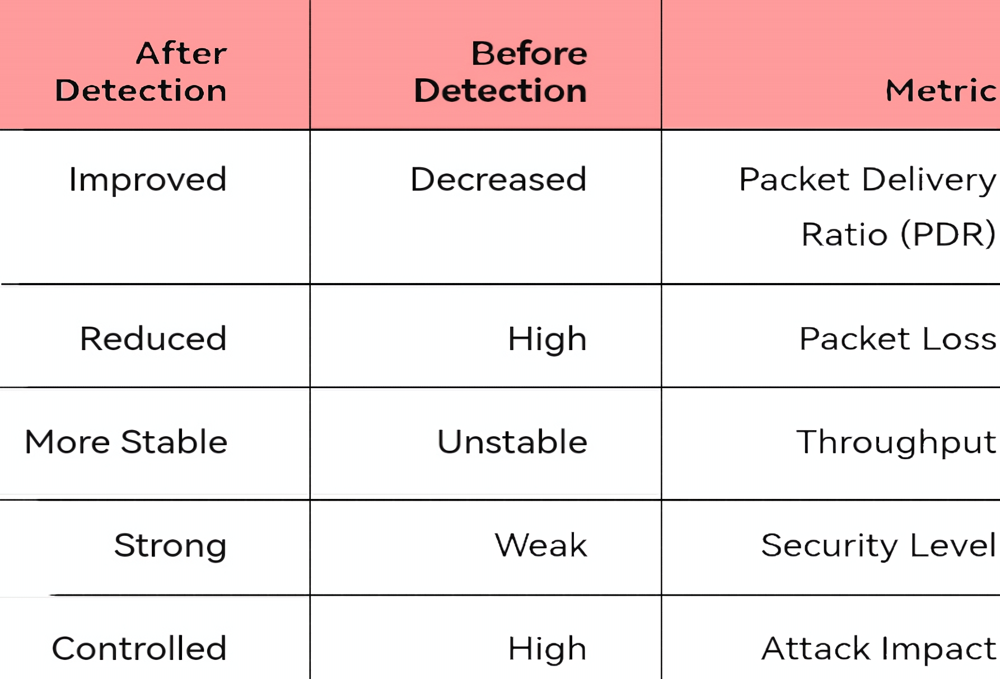 After Detection | Before Detection | Metric
Improved | Decreased | Packet Delivery Ratio (PDR)
Reduced | High | Packet Loss
More Stable | Unstable | Throughput
Strong | Weak | Security Level
Controlled | High | Attack Impact